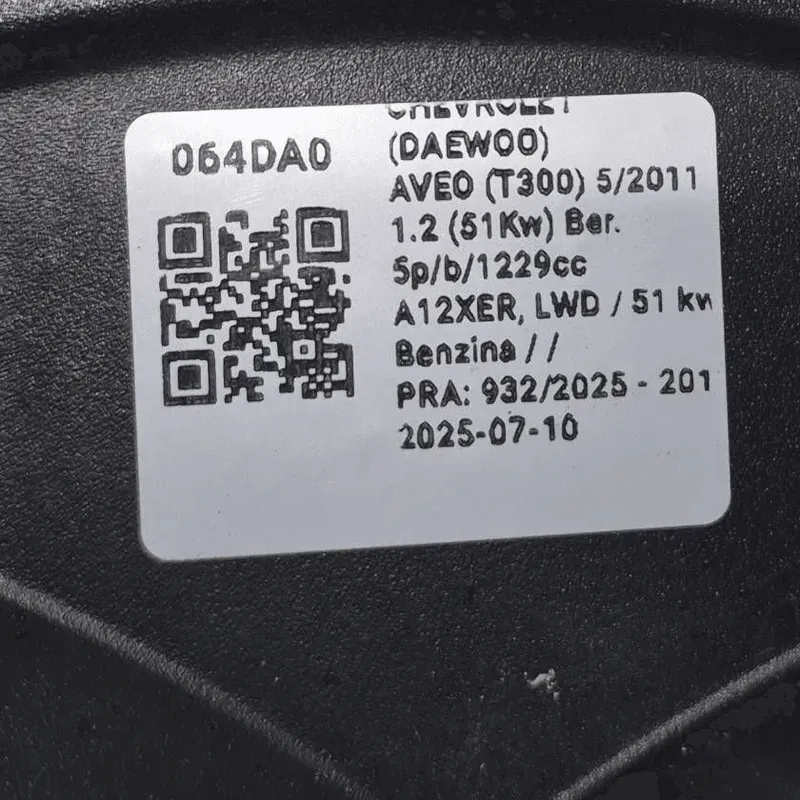 064DA0
CHEVROLET
(DAEWOO)
AVEO (T300) 5/2011
1.2 (51Kw) Ber.
5p/b/1229cc
A12XER, LWD / 51 kw
Benzina / /
PRA: 932/2025 - 201
2025-07-10